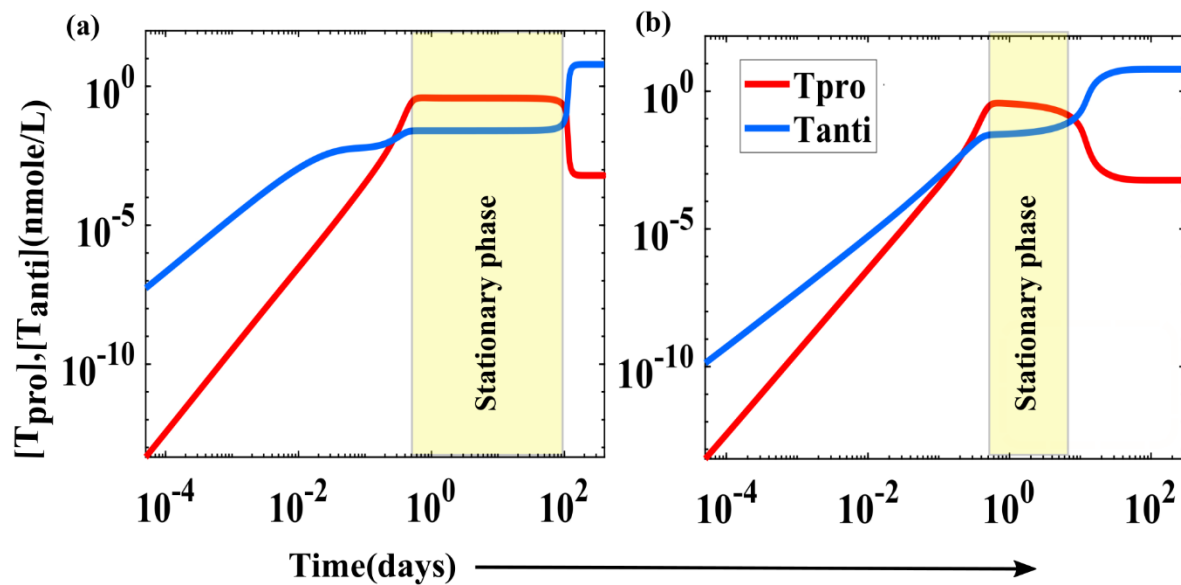 (a)
(b)
[Tpro],[Tanti](nmole/L)
10^0
10^-5
10^-10
Stationary phase
10^-4
10^-2
10^0
10^2
10^0
10^-5
10^-10
Tpro
Tanti
Stationary phase
10^-4
10^-2
10^0
10^2
Time(days)